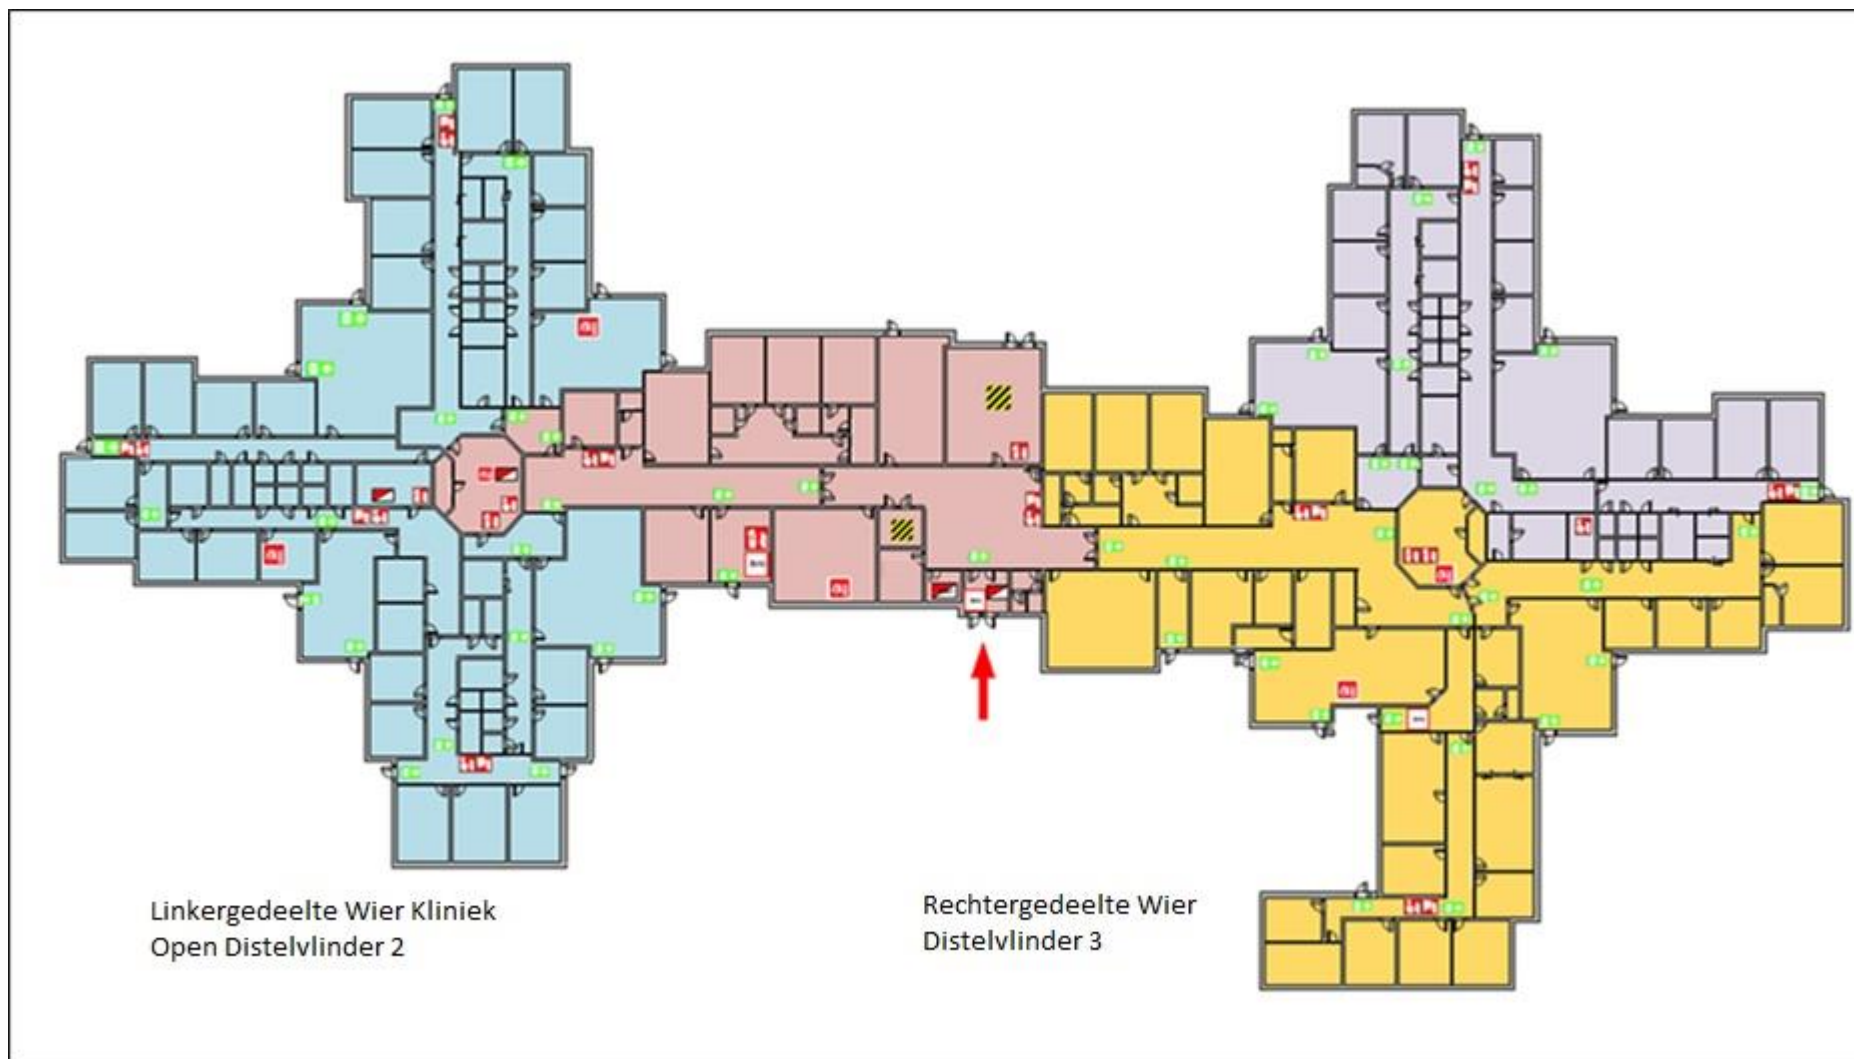 Linkergedeelte Wier Kliniek
Open Distelvlinder 2
Rechtergedeelte Wier
Distelvlinder 3